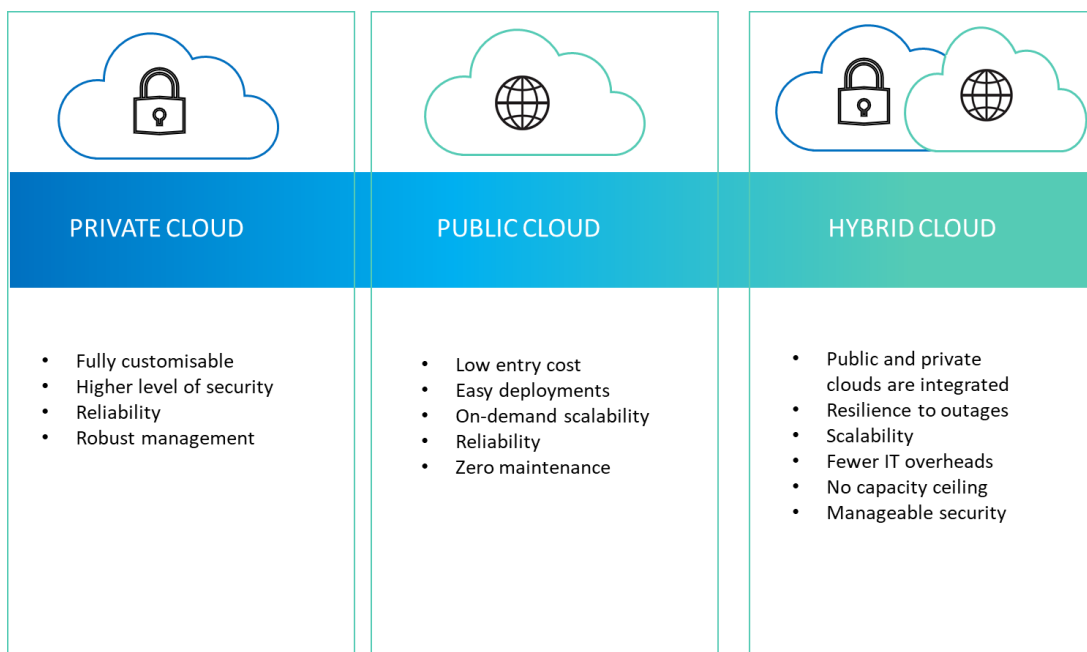 PRIVATE CLOUD
• Fully customisable
• Higher level of security
• Reliability
• Robust management
PUBLIC CLOUD
• Low entry cost
• Easy deployments
• On-demand scalability
• Reliability
• Zero maintenance
HYBRID CLOUD
• Public and private
clouds are integrated
• Resilience to outages
• Scalability
• Fewer IT overheads
• No capacity ceiling
• Manageable security